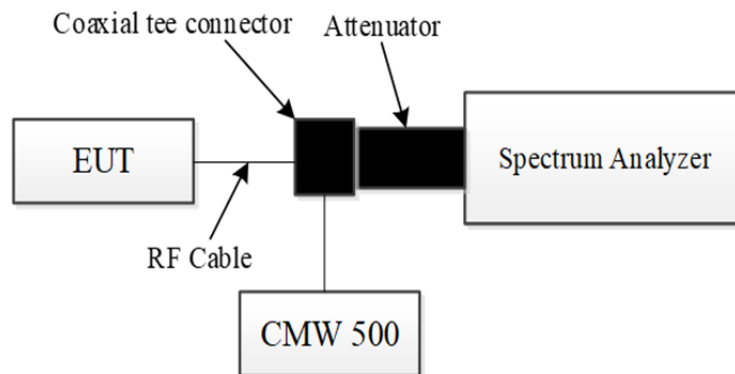 Coaxial tee connector
Attenuator
EUT
Spectrum Analyzer
RF Cable
CMW 500